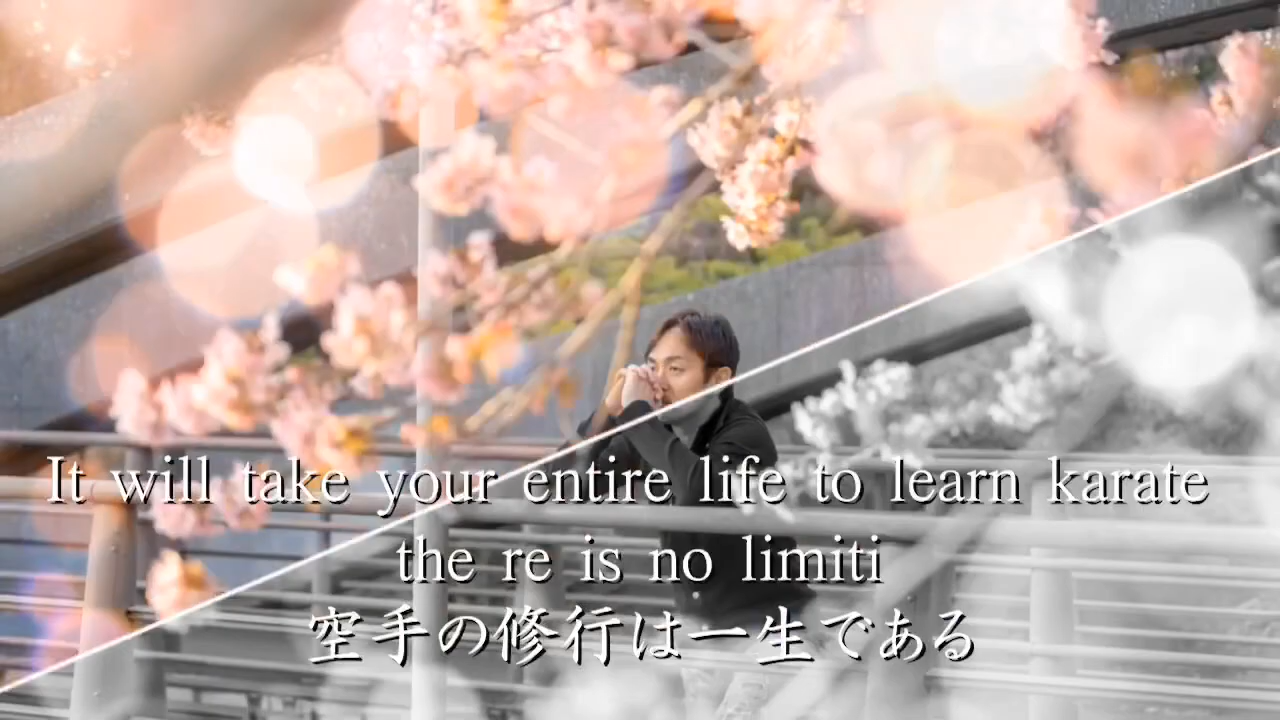 It will take your entire life to learn karate
the re is no limiti
空手の修行は一生である